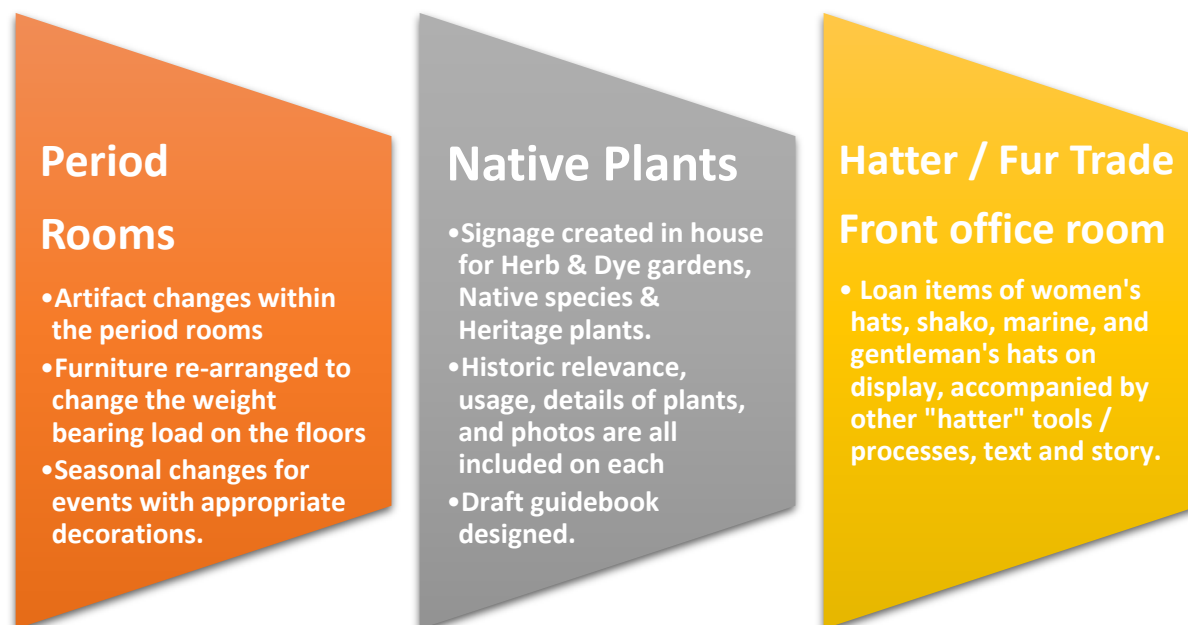 Period
Rooms
•Artifact changes within
the period rooms
•Furniture re-arranged to
change the weight
bearing load on the floors
•Seasonal changes for
events with appropriate
decorations.
Native Plants
•Signage created in house
for Herb & Dye gardens,
Native species &
Heritage plants.
•Historic relevance,
usage, details of plants,
and photos are all
included on each
•Draft guidebook
designed.
Hatter / Fur Trade
Front office room
• Loan items of women's
hats, shako, marine, and
gentleman's hats on
display, accompanied by
other "hatter" tools /
processes, text and story.